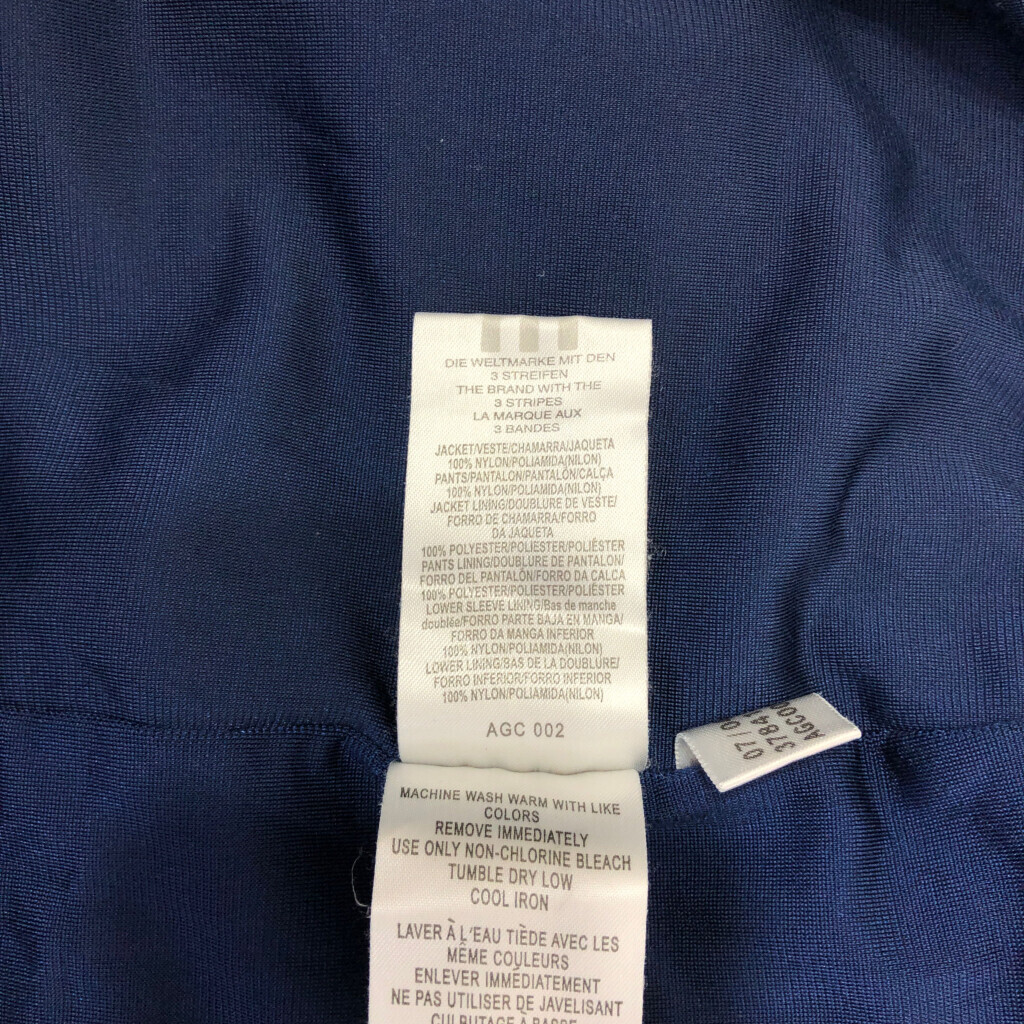 DIE WELTMARKE MIT DEN
3 STREIFEN
THE BRAND WITH THE
3 STRIPES
LA MARQUE AUX
3 BANDES
JACKET/VESTE/CHAMARRA/JAQUETA
100% NYLON/POLIAMIDA(NILON)
PANTS/PANTALON/PANTALÓN/CALÇA
100% NYLON/POLIAMIDA(NILON)
JACKET LINING/DOUBLURE DE VESTE/
FORRO DE CHAMARRA/FORRO
DA JAQUETA
100% POLYESTER/POLIESTER/POLIÉSTER
PANTS LINING/DOUBLURE DE PANTALON/
FORRO DEL PANTALÓN/FORRO DA CALCA
100% POLYESTER/POLIESTER/POLIÉSTER
LOWER SLEEVE LINING/Bas de manche
doublée/FORRO PARTE BAJA EN MANGA/
FORRO DA MANGA INFERIOR
100% NYLON/POLIAMIDA(NILON)
LOWER LINING/BAS DE LA DOUBLURE/
FORRO INFERIOR/FORRO INFERIOR
100% NYLON/POLIAMIDA(NILON)
AGC 002
07/0
3784
AGC00
MACHINE WASH WARM WITH LIKE
COLORS
REMOVE IMMEDIATELY
USE ONLY NON-CHLORINE BLEACH
TUMBLE DRY LOW
COOL IRON
LAVER À L'EAU TIÈDE AVEC LES
MÊME COULEURS
ENLEVER IMMÉDIATEMENT
NE PAS UTILISER DE JAVELISANT
CULBUTAGE À BASSE